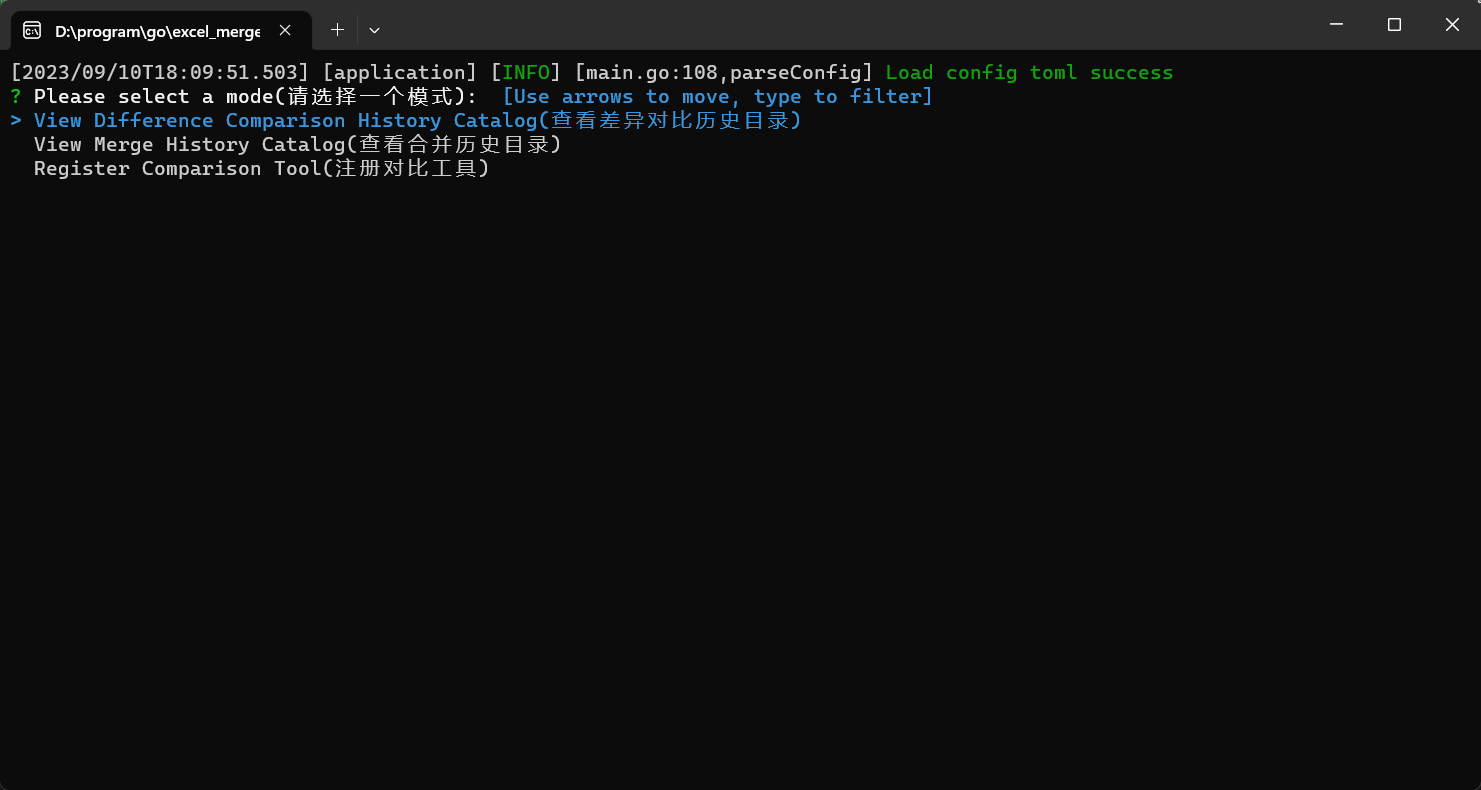 D:\program\go\excel_merge
[2023/09/10T18:09:51.503] [application] [INFO] [main.go:108,parseConfig] Load config toml success
? Please select a mode(请选择一个模式):  [Use arrows to move, type to filter]
> View Difference Comparison History Catalog(查看差异对比历史目录)
View Merge History Catalog(查看合并历史目录)
Register Comparison Tool(注册对比工具)